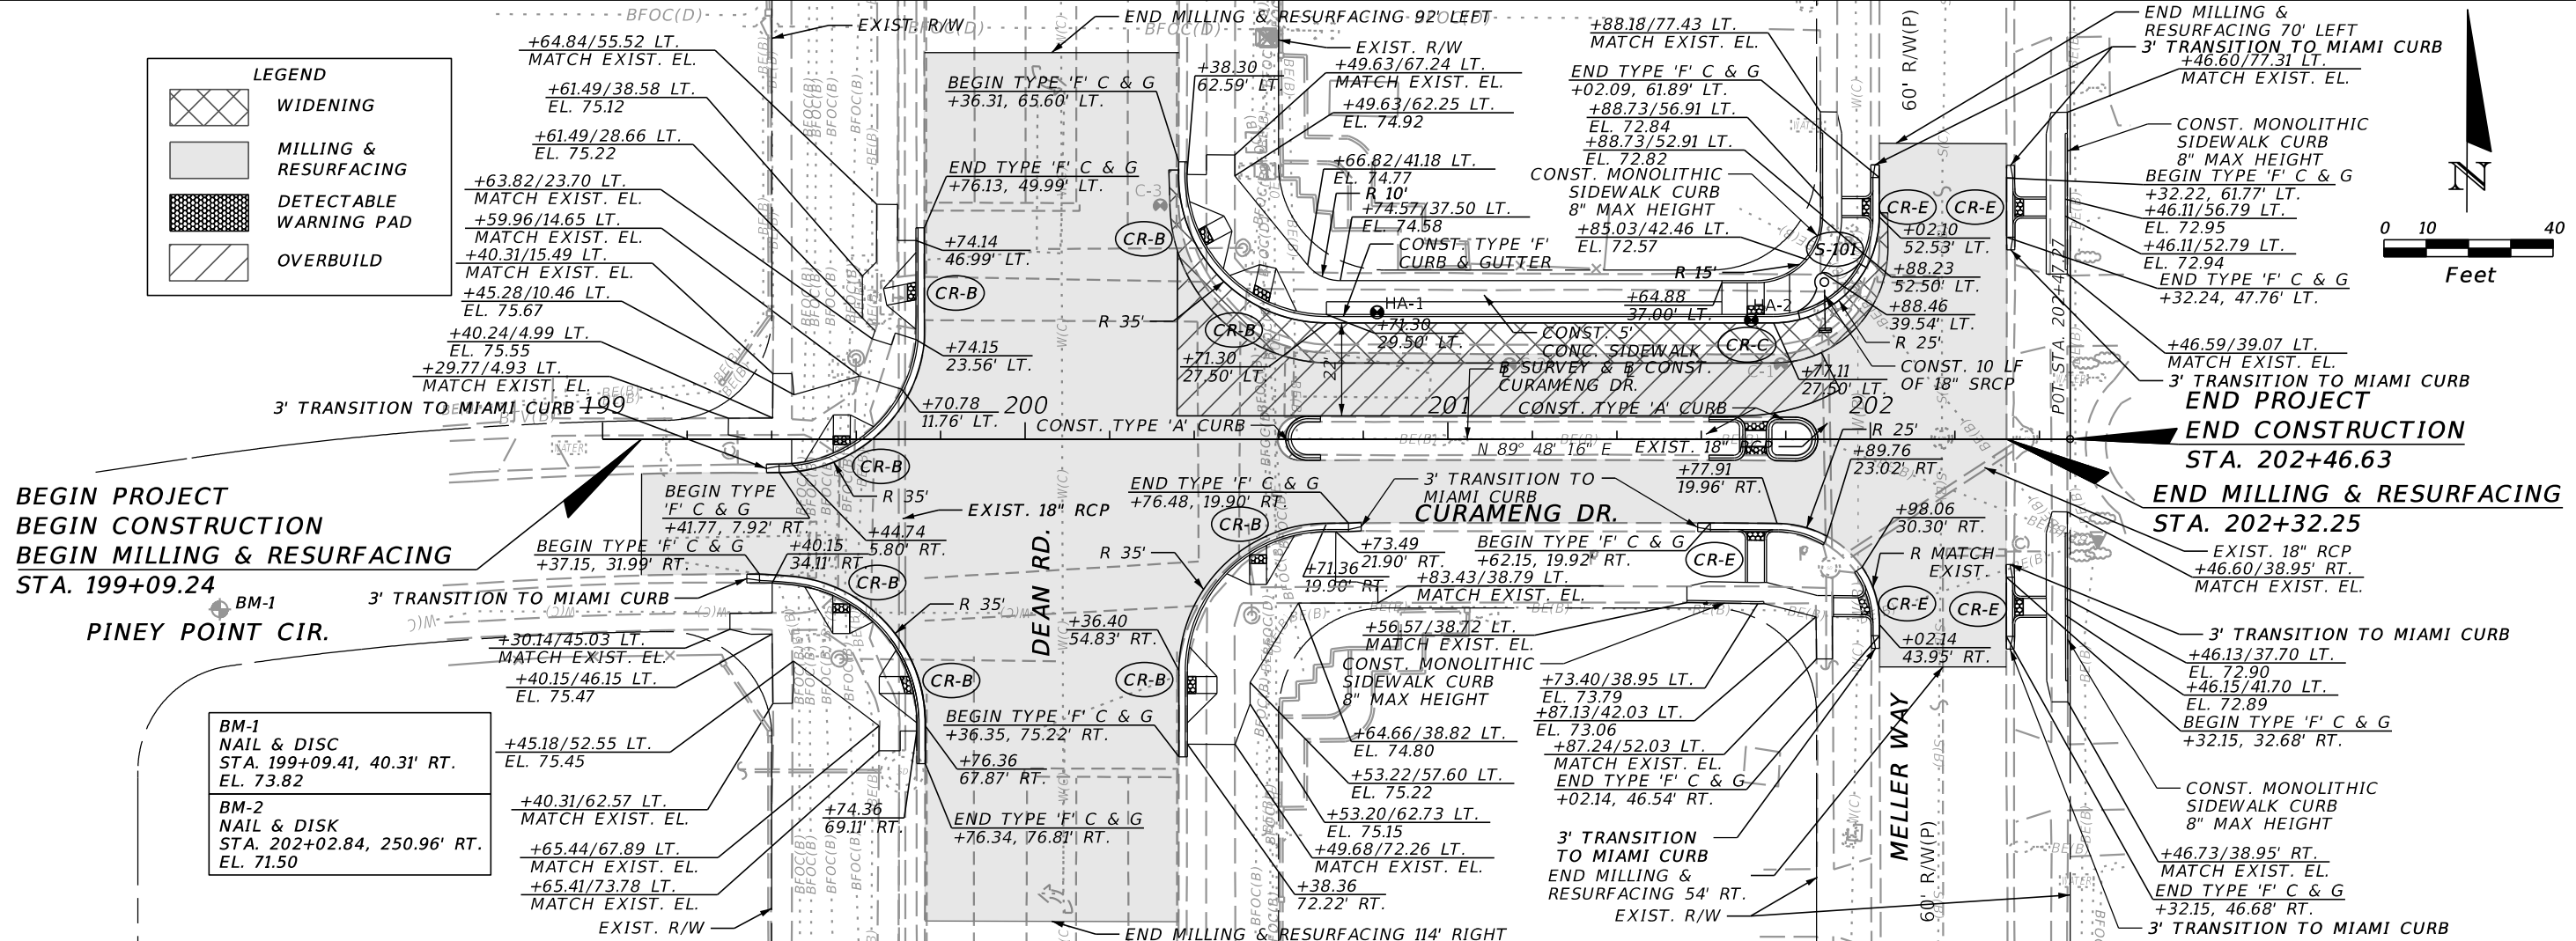 LEGEND
WIDENING
MILLING &
RESURFACING
DETECTABLE
WARNING PAD
OVERBUILD
+64.84/55.52 LT.
MATCH EXIST. EL.
+61.49/38.58 LT.
EL. 75.12
+61.49/28.66 LT.
EL. 75.22
+63.82/23.70 LT.
MATCH EXIST. EL.
+59.96/14.65 LT.
MATCH EXIST. EL.
+40.31/15.49 LT.
MATCH EXIST. EL.
+45.28/10.46 LT.
EL. 75.67
+40.24/4.99 LT.
EL. 75.55
+29.77/4.93 LT.
MATCH EXIST. EL.
3' TRANSITION TO MIAMI CURB
199
BFOC(D)
EXIST. R/W
BFOC(D)
END MILLING & RESURFACING 92' LEFT
BFOC(D)
BEGIN TYPE 'F' C & G
+36.31, 65.60' LT.
END TYPE 'F' C & G
+76.13, 49.99' LT.
C-3
CR-B
+74.14
46.99' LT.
CR-B
R 35'
+74.15
23.56' LT.
+70.78
11.76' LT.
200
CONST. TYPE 'A' CURB
+38.30
62.59' LT.
EXIST. R/W
+49.63/67.24 LT.
MATCH EXIST. EL.
+49.63/62.25 LT.
EL. 74.92
+66.82/41.18 LT.
EL. 74.77
R 10'
+74.57/37.50 LT.
EL. 74.58
CONST. TYPE 'F'
CURB & GUTTER
HA-1
CR-B
+71.30
29.50' LT.
+71.30
27.50' LT.
22'
CONST. 5'
CONC. SIDEWALK
B SURVEY & B CONST.
CURAMENG DR.
201
CONST. TYPE 'A' CURB
N 89° 48' 16" E
EXIST. 18" RCP
+88.18/77.43 LT.
MATCH EXIST. EL.
END TYPE 'F' C & G
+02.09, 61.89' LT.
+88.73/56.91 LT.
EL. 72.84
+88.73/52.91 LT.
EL. 72.82
CONST. MONOLITHIC
SIDEWALK CURB
8" MAX HEIGHT
+85.03/42.46 LT.
EL. 72.57
R 15'
+64.88
37.00' LT.
HA-2
CR-C
C-1
S-101
CR-E
CR-E
+02.10
52.53' LT.
+88.23
52.50' LT.
+88.46
39.54' LT.
R 25'
CONST. 10 LF
OF 18" SRCP
+77.11
27.50' LT.
202
60' R/W(P)
POT STA. 202+47.27
END MILLING &
RESURFACING 70' LEFT
3' TRANSITION TO MIAMI CURB
+46.60/77.31 LT.
MATCH EXIST. EL.
CONST. MONOLITHIC
SIDEWALK CURB
8" MAX HEIGHT
BEGIN TYPE 'F' C & G
+32.22, 61.77' LT.
+46.11/56.79 LT.
EL. 72.95
+46.11/52.79 LT.
EL. 72.94
END TYPE 'F' C & G
+32.24, 47.76' LT.
+46.59/39.07 LT.
MATCH EXIST. EL.
3' TRANSITION TO MIAMI CURB
N
0 10 40
Feet
END PROJECT
END CONSTRUCTION
STA. 202+46.63
END MILLING & RESURFACING
STA. 202+32.25
BEGIN PROJECT
BEGIN CONSTRUCTION
BEGIN MILLING & RESURFACING
STA. 199+09.24
BM-1
PINEY POINT CIR.
BEGIN TYPE
'F' C & G
+41.77, 7.92' RT.
CR-B
R 35'
+44.74
5.80' RT.
EXIST. 18" RCP
BEGIN TYPE 'F' C & G
+37.15, 31.99' RT.
+40.15
34.11' RT.
CR-B
3' TRANSITION TO MIAMI CURB
R 35'
DEAN RD.
END TYPE 'F' C & G
+76.48, 19.90' RT.
CR-B
R 35'
3' TRANSITION TO
MIAMI CURB
CURAMENG DR.
+73.49
21.90' RT.
+71.36
19.90' RT.
BEGIN TYPE 'F' C & G
+62.15, 19.92' RT.
+77.91
19.96' RT.
R 25'
+89.76
23.02' RT.
+98.06
30.30' RT.
R MATCH
EXIST.
CR-E
CR-E
CR-E
+02.14
43.95' RT.
EXIST. 18" RCP
+46.60/38.95 RT.
MATCH EXIST. EL.
3' TRANSITION TO MIAMI CURB
+46.13/37.70 LT.
EL. 72.90
+46.15/41.70 LT.
EL. 72.89
BEGIN TYPE 'F' C & G
+32.15, 32.68' RT.
CONST. MONOLITHIC
SIDEWALK CURB
8" MAX HEIGHT
+46.73/38.95' RT.
MATCH EXIST. EL.
END TYPE 'F' C & G
+32.15, 46.68' RT.
3' TRANSITION TO MIAMI CURB
+30.14/45.03 LT.
MATCH EXIST. EL.
+40.15/46.15 LT.
EL. 75.47
+45.18/52.55 LT.
EL. 75.45
+40.31/62.57 LT.
MATCH EXIST. EL.
+65.44/67.89 LT.
MATCH EXIST. EL.
+65.41/73.78 LT.
MATCH EXIST. EL.
EXIST. R/W
BM-1
NAIL & DISC
STA. 199+09.41, 40.31' RT.
EL. 73.82
BM-2
NAIL & DISK
STA. 202+02.84, 250.96' RT.
EL. 71.50
+36.40
54.83' RT.
CR-B
CR-B
BEGIN TYPE 'F' C & G
+36.35, 75.22' RT.
+76.36
67.87' RT.
+74.36
69.11' RT.
END TYPE 'F' C & G
+76.34, 76.81' RT.
END MILLING & RESURFACING 114' RIGHT
+83.43/38.79 LT.
MATCH EXIST. EL.
+56.57/38.72 LT.
MATCH EXIST. EL.
CONST. MONOLITHIC
SIDEWALK CURB
8" MAX HEIGHT
+64.66/38.82 LT.
EL. 74.80
+53.22/57.60 LT.
EL. 75.22
+53.20/62.73 LT.
EL. 75.15
+49.68/72.26 LT.
MATCH EXIST. EL.
+38.36
72.22' RT.
+73.40/38.95 LT.
EL. 73.79
+87.13/42.03 LT.
EL. 73.06
+87.24/52.03 LT.
MATCH EXIST. EL.
END TYPE 'F' C & G
+02.14, 46.54' RT.
3' TRANSITION
TO MIAMI CURB
END MILLING &
RESURFACING 54' RT.
EXIST. R/W
MELLER WAY
60' R/W(P)